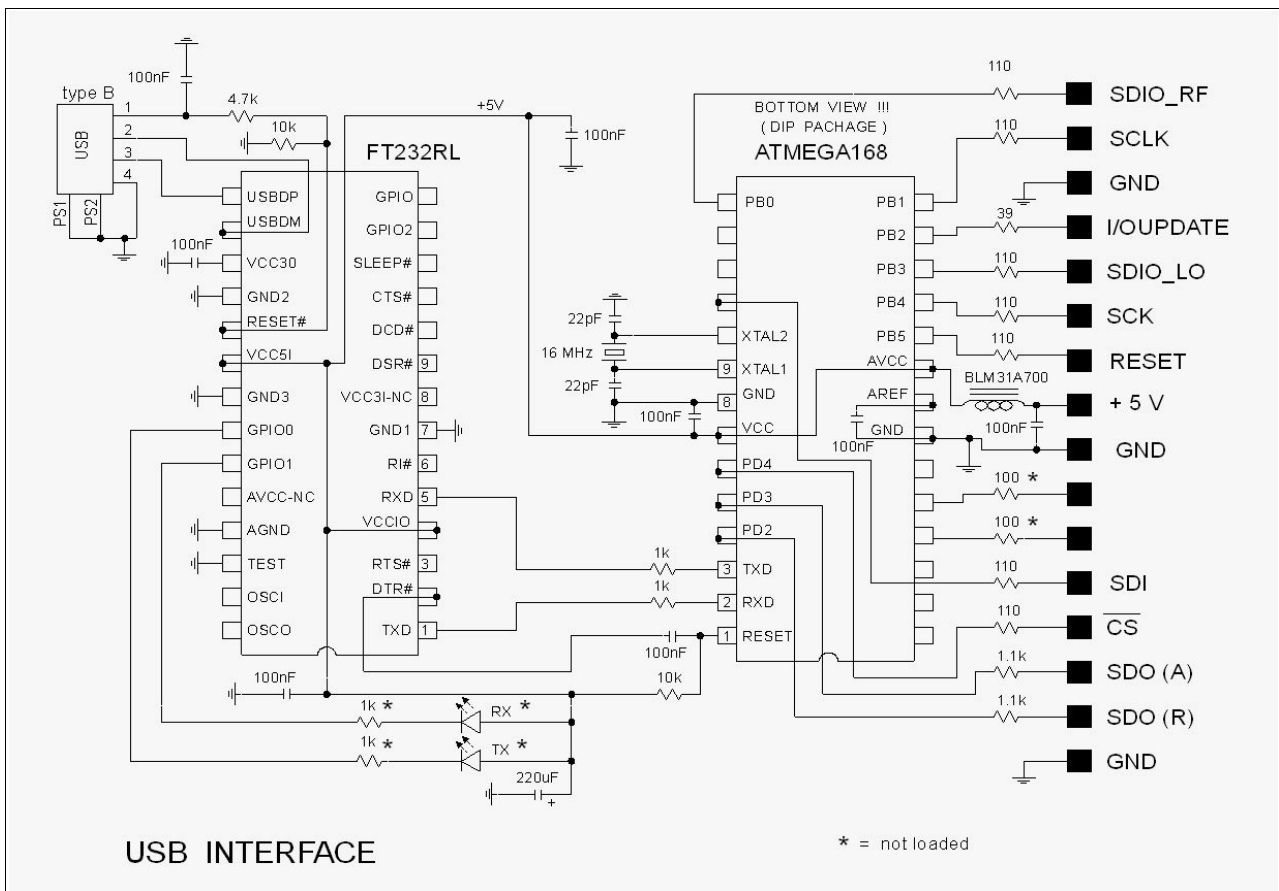 110
SDIO_RF
100nF
type B
1
4.7k
+5V
BOTTOM VIEW !!!
( DIP PACKAGE )
ATMEGA168
110
SCLK
USB
2
10k
100nF
3
FT232RL
4
GND
PS1
PS2
USBDP
GPIO
PB0
PB1
39
I/OUPDATE
USBDM
GPIO2
PB2
100nF
VCC30
SLEEP#
PB3
110
SDIO_LO
GND2
CTS#
PB4
110
SCK
22pF
RESET#
DCD#
XTAL2
PB5
110
RESET
16 MHz
VCC5I
DSR#
9
9
XTAL1
AVCC
BLM31A700
22pF
GND3
VCC3I-NC
8
8
GND
AREF
+ 5 V
100nF
100nF
100nF
GPIO0
GND1
7
VCC
GND
GND
GPIO1
RI#
6
PD4
100 *
AVCC-NC
RXD
5
PD3
100 *
AGND
VCCIO
PD2
TEST
RTS#
3
1k
3
TXD
110
SDI
OSCI
DTR#
1k
2
RXD
110
CS
OSCO
TXD
1
1
RESET
100nF
1.1k
SDO (A)
100nF
10k
1k *
RX *
1.1k
SDO (R)
1k *
TX *
GND
220uF
+
USB INTERFACE
* = not loaded